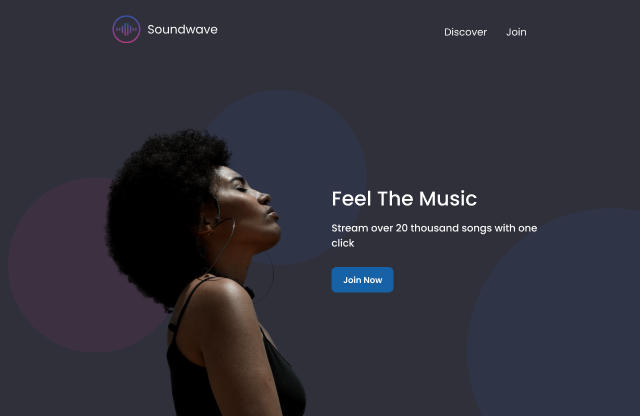 Soundwave
Discover
Join
Feel The Music
Stream over 20 thousand songs with one
click
Join Now